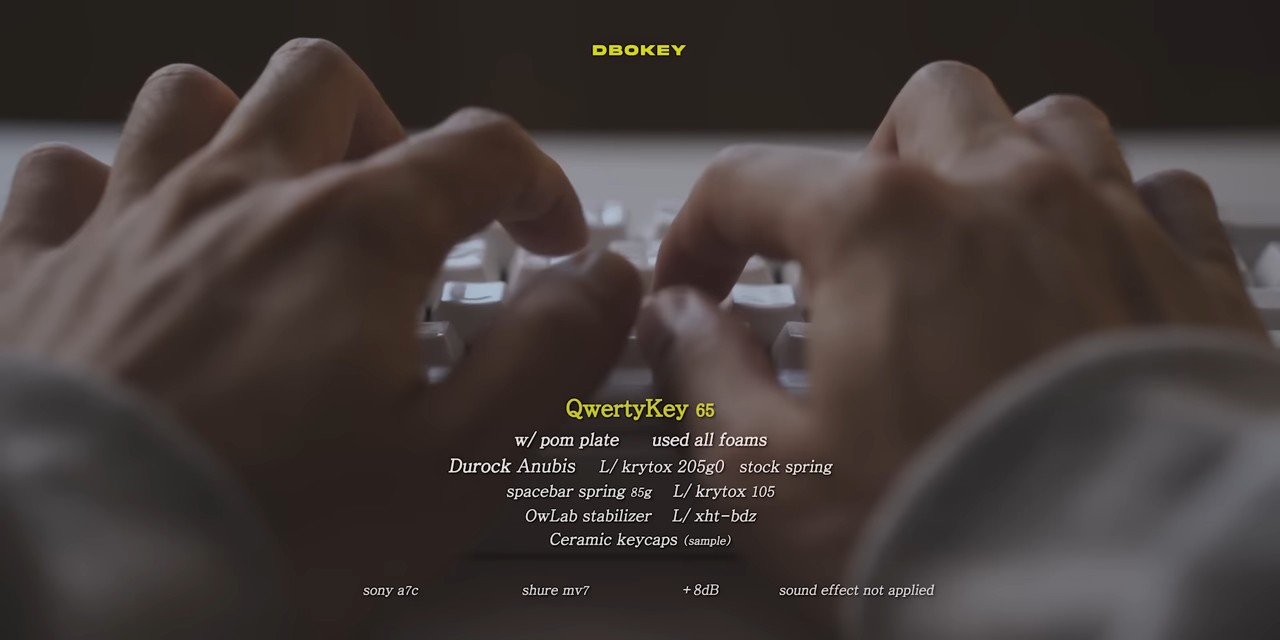 DBOKEY
QwertyKey 65
w/ pom plate used all foams
Durock Anubis L/ krytox 205g0 stock spring
spacebar spring 85g L/ krytox 105
OwLab stabilizer L/ xht-bdz
Ceramic keycaps (sample)
sony a7c shure mv7 +8dB sound effect not applied